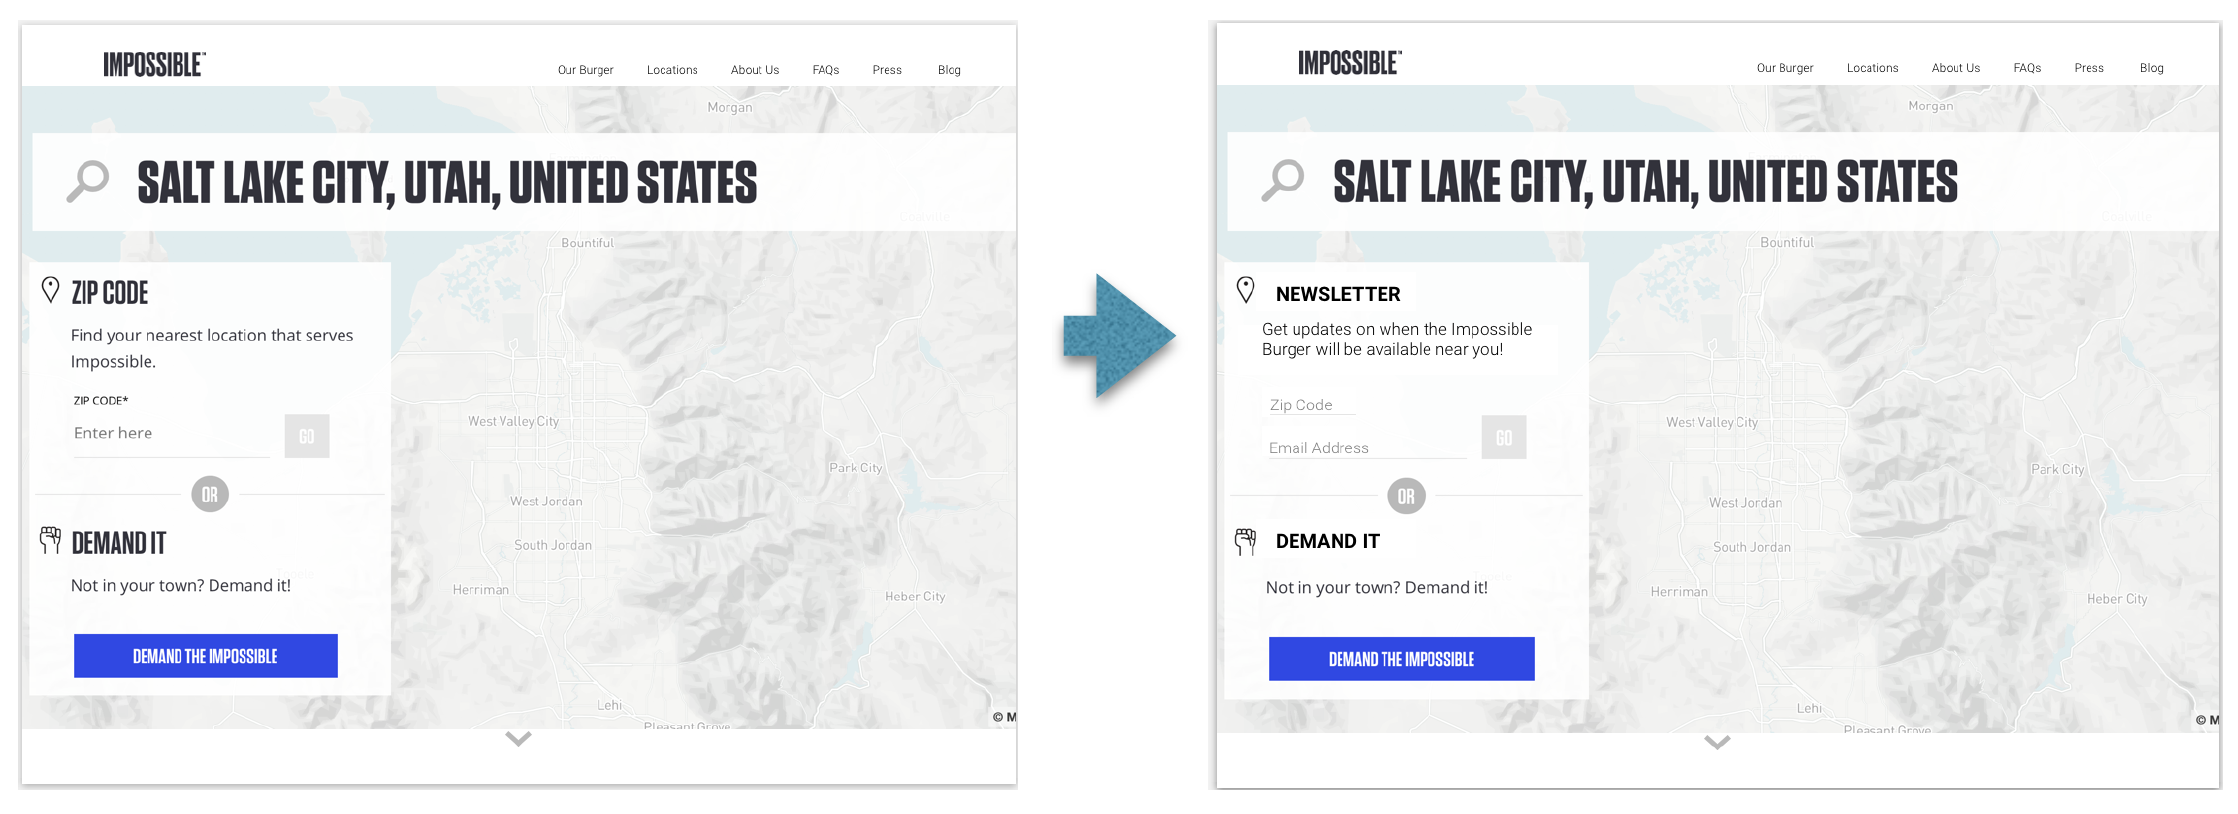 IMPOSSIBLE™
Our Burger Locations About Us FAQs Press Blog
Morgan
SALT LAKE CITY, UTAH, UNITED STATES
Coalville
Bountiful
ZIP CODE
Find your nearest location that serves
Impossible.
ZIP CODE*
Enter here
GO
OR
DEMAND IT
Not in your town? Demand it!
DEMAND THE IMPOSSIBLE
West Valley City
Park City
West Jordan
South Jordan
Herriman
Heber City
Lehi
Pleasant Grove
© M
IMPOSSIBLE™
Our Burger Locations About Us FAQs Press Blog
Morgan
SALT LAKE CITY, UTAH, UNITED STATES
Coalville
Bountiful
NEWSLETTER
Get updates on when the Impossible
Burger will be available near you!
Zip Code
Email Address
GO
OR
DEMAND IT
Not in your town? Demand it!
DEMAND THE IMPOSSIBLE
West Valley City
Park City
West Jordan
South Jordan
Herriman
Heber City
Lehi
Pleasant Grove
© M